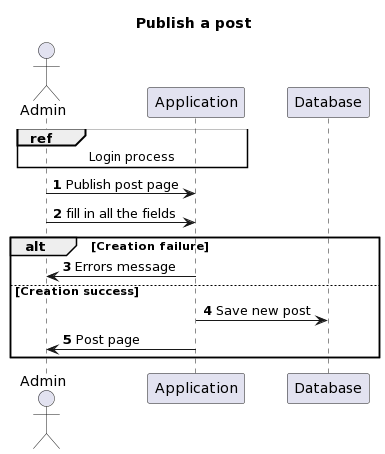 Publish a post
Admin
Application
Database
ref
Login process
1 Publish post page
2 fill in all the fields
alt [Creation failure]
3 Errors message
[Creation success]
4 Save new post
5 Post page
Admin
Application
Database